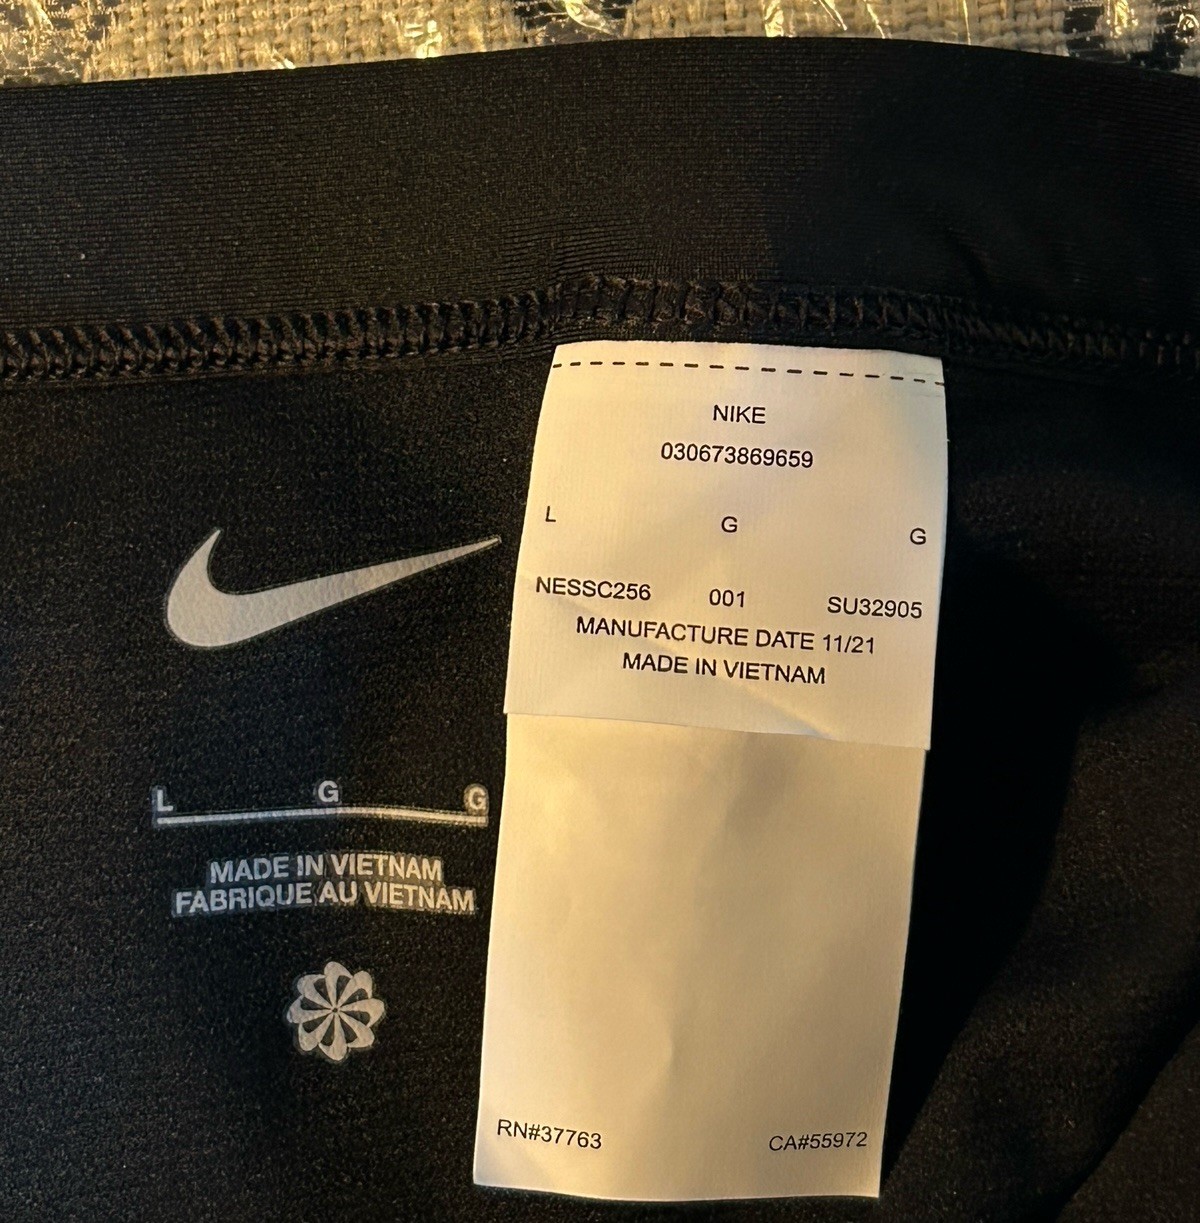 NIKE
030673869659
L G G
NESSC256 001 SU32905
MANUFACTURE DATE 11/21
MADE IN VIETNAM
L G G
MADE IN VIETNAM
FABRIQUE AU VIETNAM
RN#37763 CA#55972